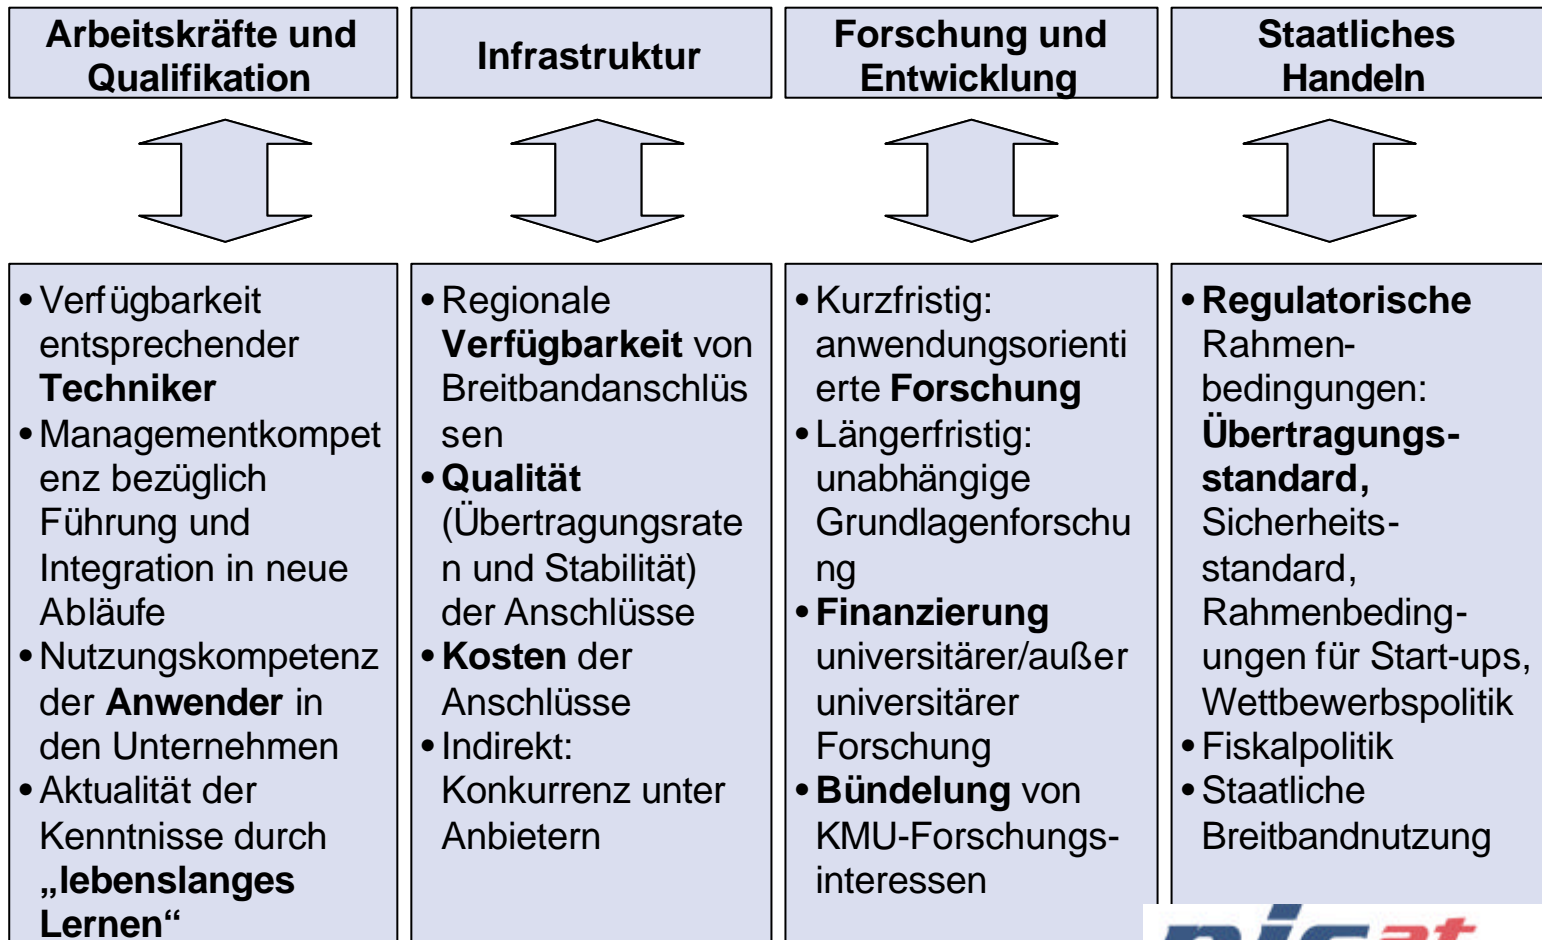 Arbeitskräfte und
Qualifikation
Infrastruktur
Forschung und
Entwicklung
Staatliches
Handeln
• Verfügbarkeit
entsprechender
Techniker
• Managementkompet
enz bezüglich
Führung und
Integration in neue
Abläufe
• Nutzungskompetenz
der Anwender in
den Unternehmen
• Aktualität der
Kenntnisse durch
„lebenslanges
Lernen“
• Regionale
Verfügbarkeit von
Breitbandanschlüs
sen
• Qualität
(Übertragungsrate
n und Stabilität)
der Anschlüsse
• Kosten der
Anschlüsse
• Indirekt:
Konkurrenz unter
Anbietern
• Kurzfristig:
anwendungsorienti
erte Forschung
• Längerfristig:
unabhängige
Grundlagenforschu
ng
• Finanzierung
universitärer/außer
universitärer
Forschung
• Bündelung von
KMU-Forschungs-
interessen
• Regulatorische
Rahmen-
bedingungen:
Übertragungs-
standard,
Sicherheits-
standard,
Rahmenbeding-
ungen für Start-ups,
Wettbewerbspolitik
• Fiskalpolitik
• Staatliche
Breitbandnutzung